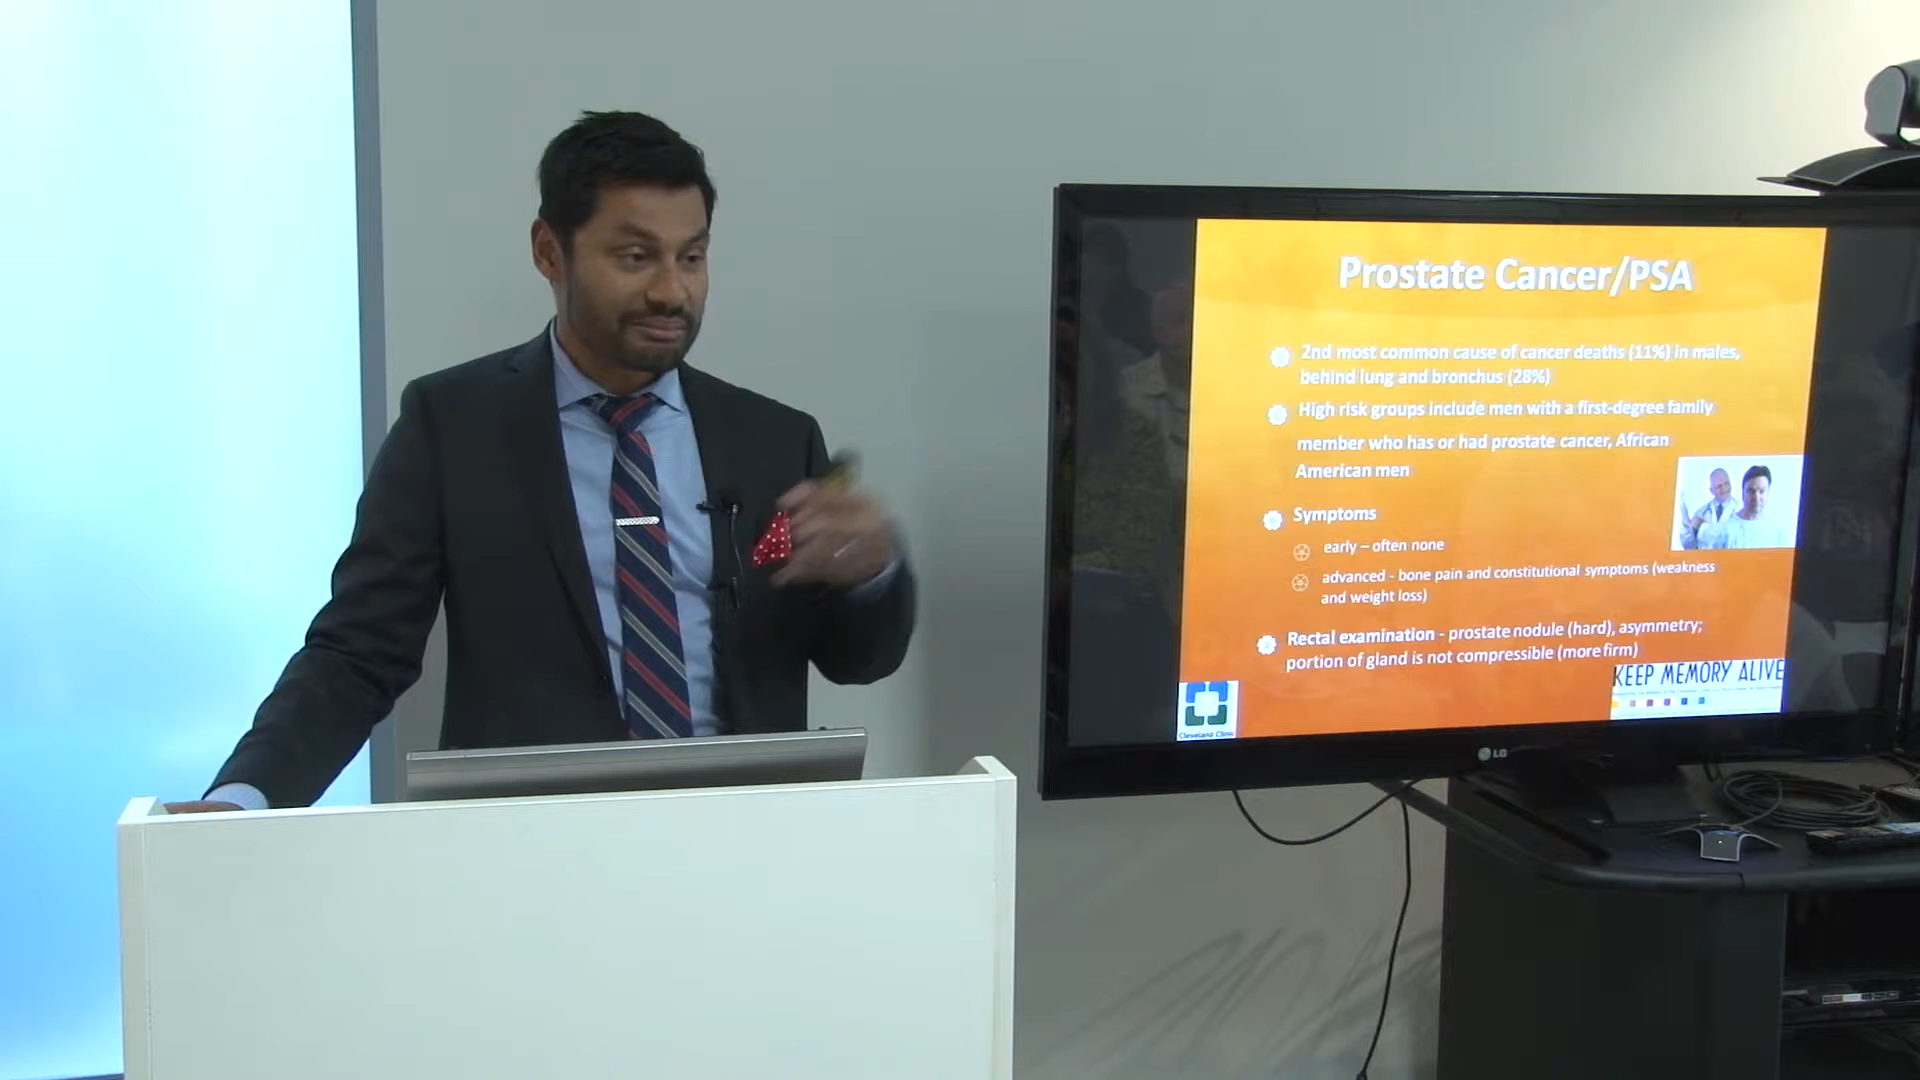 Prostate Cancer/PSA
2nd most common cause of cancer deaths (11%) in males,
behind lung and bronchus (28%)
High risk groups include men with a first-degree family
member who has or had prostate cancer, African
American men
Symptoms
early – often none
advanced - bone pain and constitutional symptoms (weakness
and weight loss)
Rectal examination - prostate nodule (hard), asymmetry;
portion of gland is not compressible (more firm)
KEEP MEMORY ALIVE
Cleveland Clinic
LG